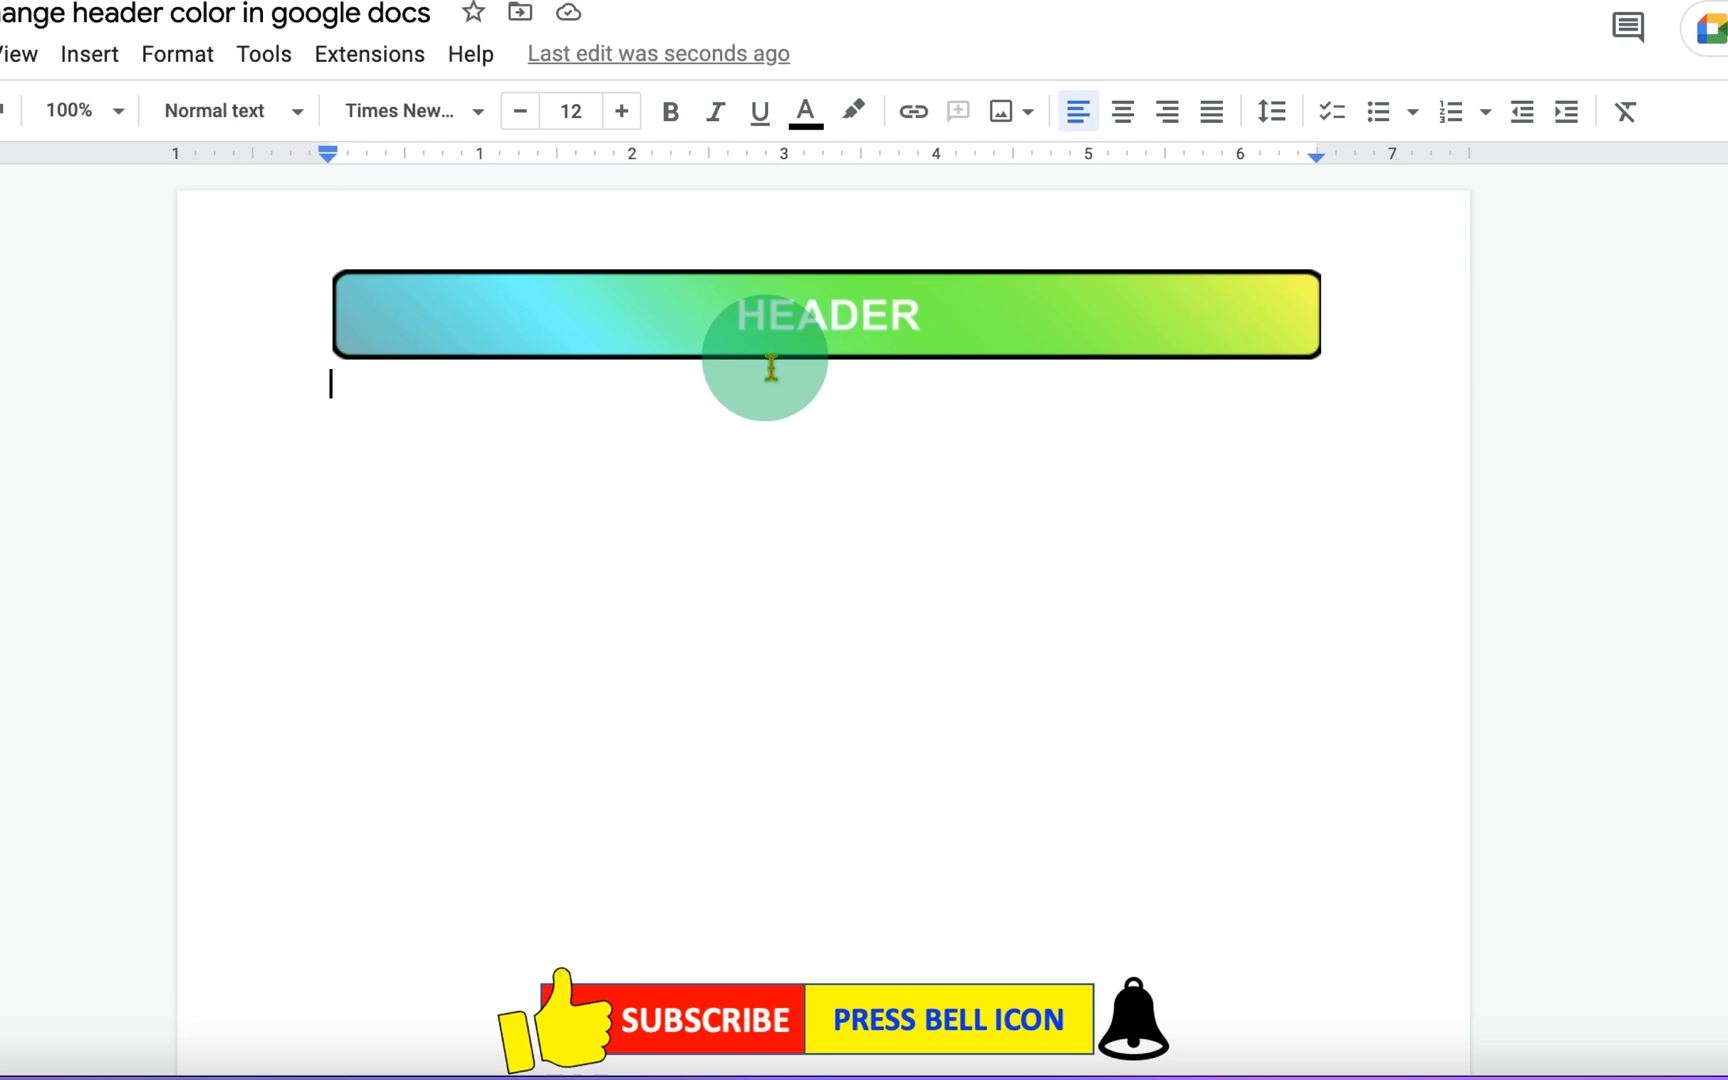 ange header color in google docs
View Insert Format Tools Extensions Help Last edit was seconds ago
100% Normal text Times New... − 12 + B I U A
1 1 2 3 4 5 6 7
HEADER
SUBSCRIBE PRESS BELL ICON